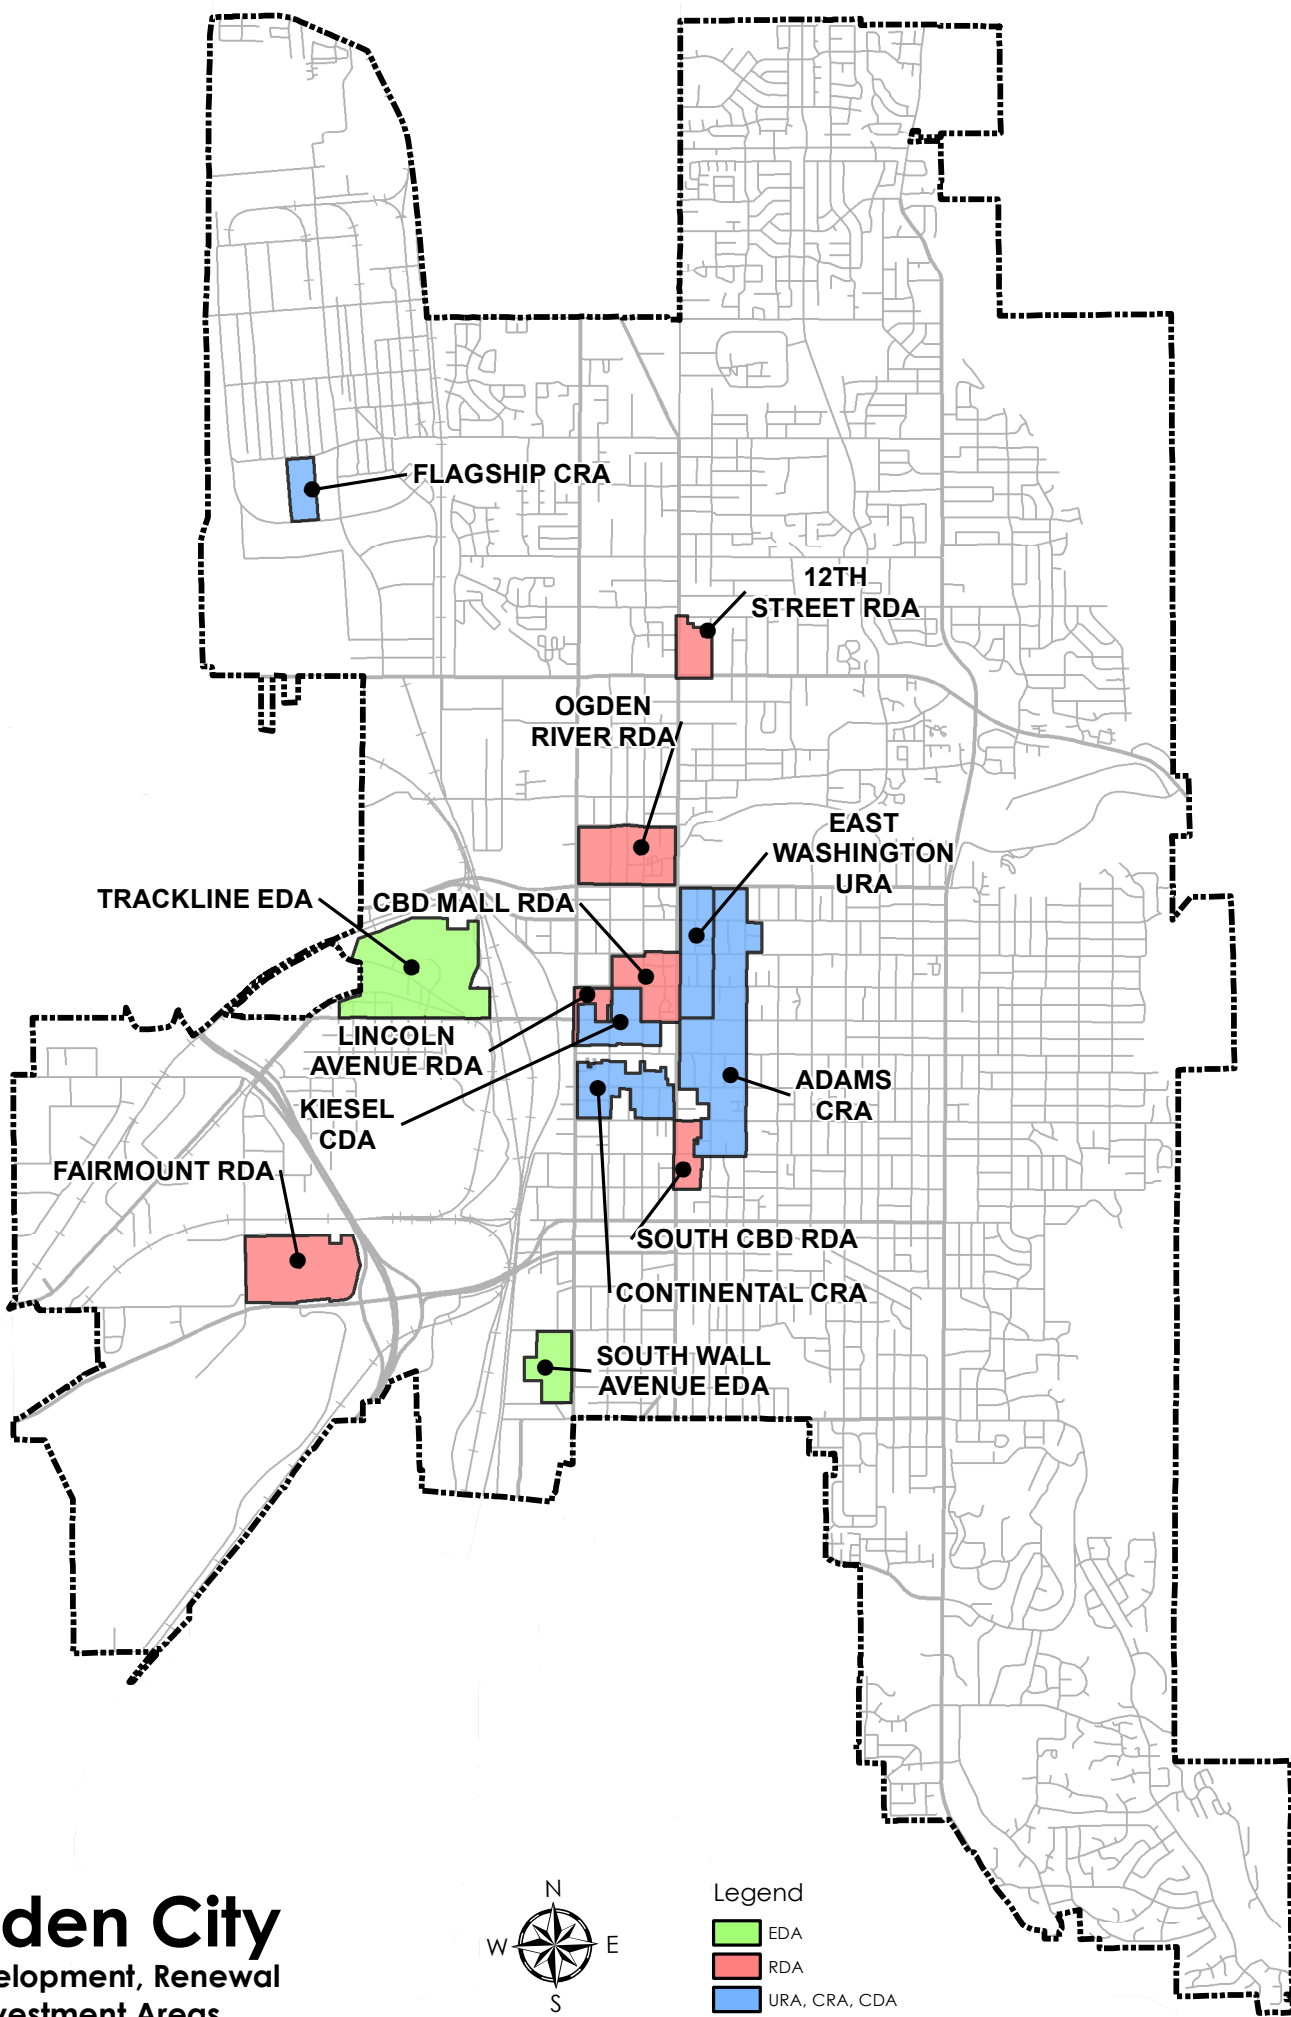 FLAGSHIP CRA
12TH
STREET RDA
OGDEN
RIVER RDA
EAST
WASHINGTON
URA
TRACKLINE EDA
CBD MALL RDA
LINCOLN
AVENUE RDA
ADAMS
CRA
KIESEL
CDA
FAIRMOUNT RDA
SOUTH CBD RDA
CONTINENTAL CRA
SOUTH WALL
AVENUE EDA
den City
elopment, Renewal
vestment Areas
N
W E
S
Legend
EDA
RDA
URA, CRA, CDA